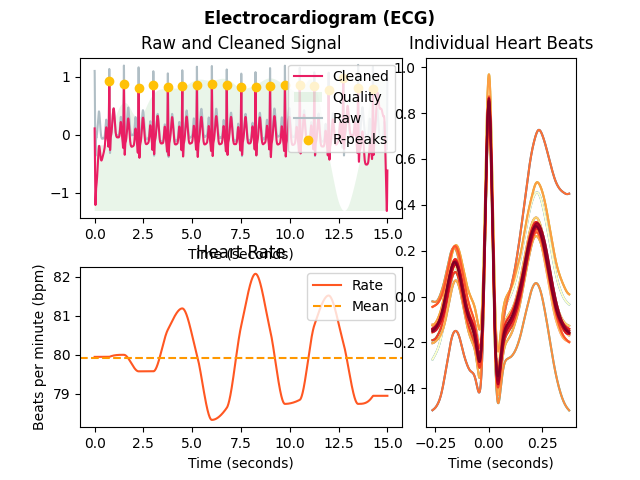 Electrocardiogram (ECG)
Raw and Cleaned Signal
Cleaned
Quality
Raw
R-peaks
1
0
−1
0.0 2.5 5.0 7.5 10.0 12.5 15.0
Time (seconds)
Heart Rate
Rate
Mean
Beats per minute (bpm)
82
81
80
79
0.0 2.5 5.0 7.5 10.0 12.5 15.0
Time (seconds)
Individual Heart Beats
1.0
0.8
0.6
0.4
0.2
0.0
−0.2
−0.4
−0.25 0.00 0.25
Time (seconds)